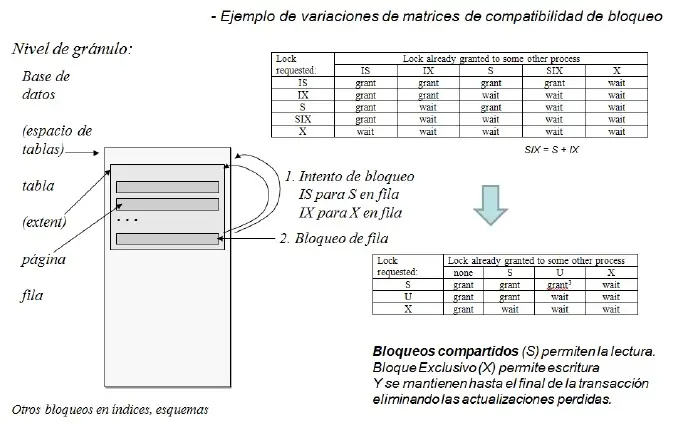 - Ejemplo de variaciones de matrices de compatibilidad de bloqueo
Nivel de gránulo:
Base de
datos
(espacio de
tablas)
tabla
(extent)
página
fila
Lock requested: Lock already granted to some other process
IS IX S SIX X
IS grant grant grant grant wait
IX grant grant wait wait wait
S grant wait grant wait wait
SIX grant wait wait wait wait
X wait wait wait wait wait
SIX = S + IX
1. Intento de bloqueo
IS para S en fila
IX para X en fila
2. Bloqueo de fila
. . .
Lock requested: Lock already granted to some other process
none S U X
S grant grant grant³ wait
U grant grant wait wait
X grant wait wait wait
Bloqueos compartidos (S) permiten la lectura.
Bloque Exclusivo (X) permite escritura
Y se mantienen hasta el final de la transacción
eliminando las actualizaciones perdidas.
Otros bloqueos en índices, esquemas